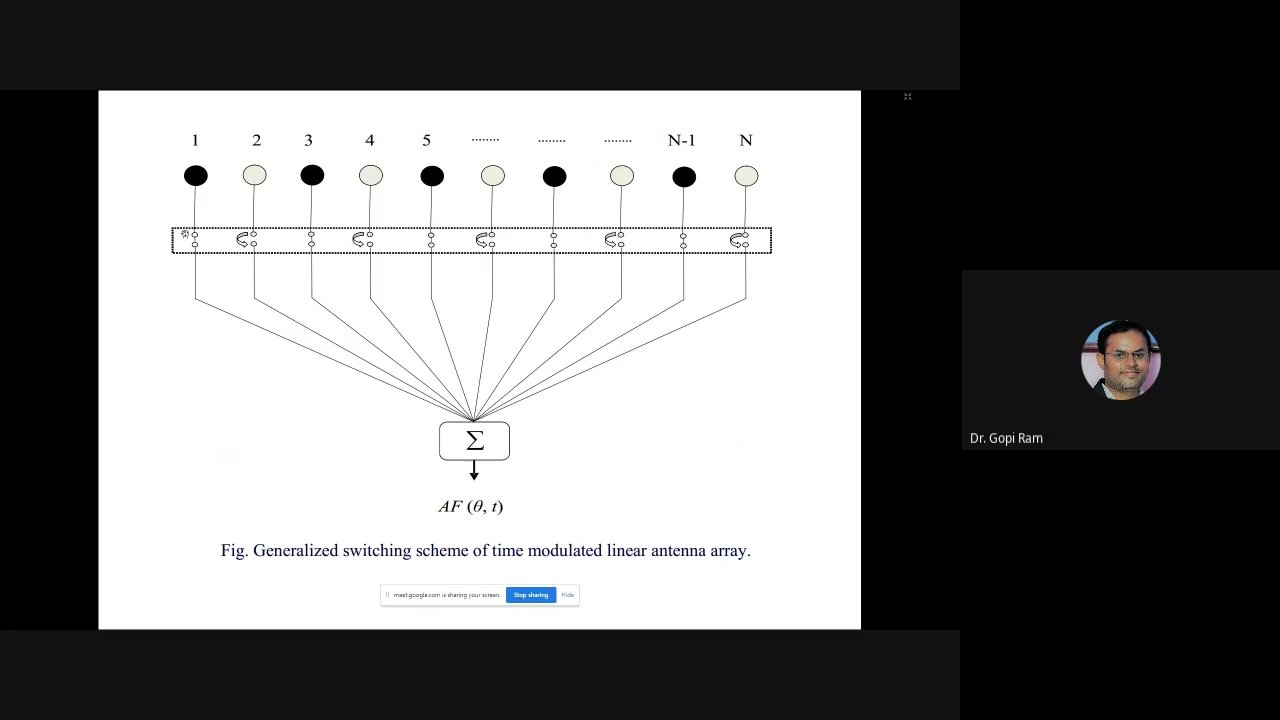 1 2 3 4 5 ........ ........ ........ N-1 N
Σ
AF (θ, t)
Fig. Generalized switching scheme of time modulated linear antenna array.
meet.google.com is sharing your screen. Stop sharing Hide
Dr. Gopi Ram